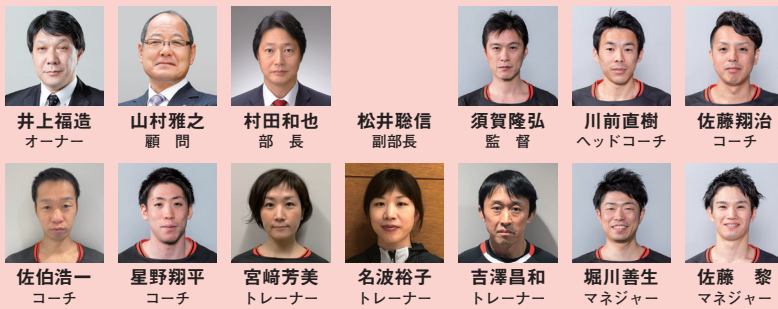 井上福造
オーナー
山村雅之
顧　問
村田和也
部　長
松井聡信
副部長
須賀隆弘
監　督
川前直樹
ヘッドコーチ
佐藤翔治
コーチ
佐伯浩一
コーチ
星野翔平
コーチ
宮﨑芳美
トレーナー
名波裕子
トレーナー
吉澤昌和
トレーナー
堀川善生
マネジャー
佐藤　黎
マネジャー